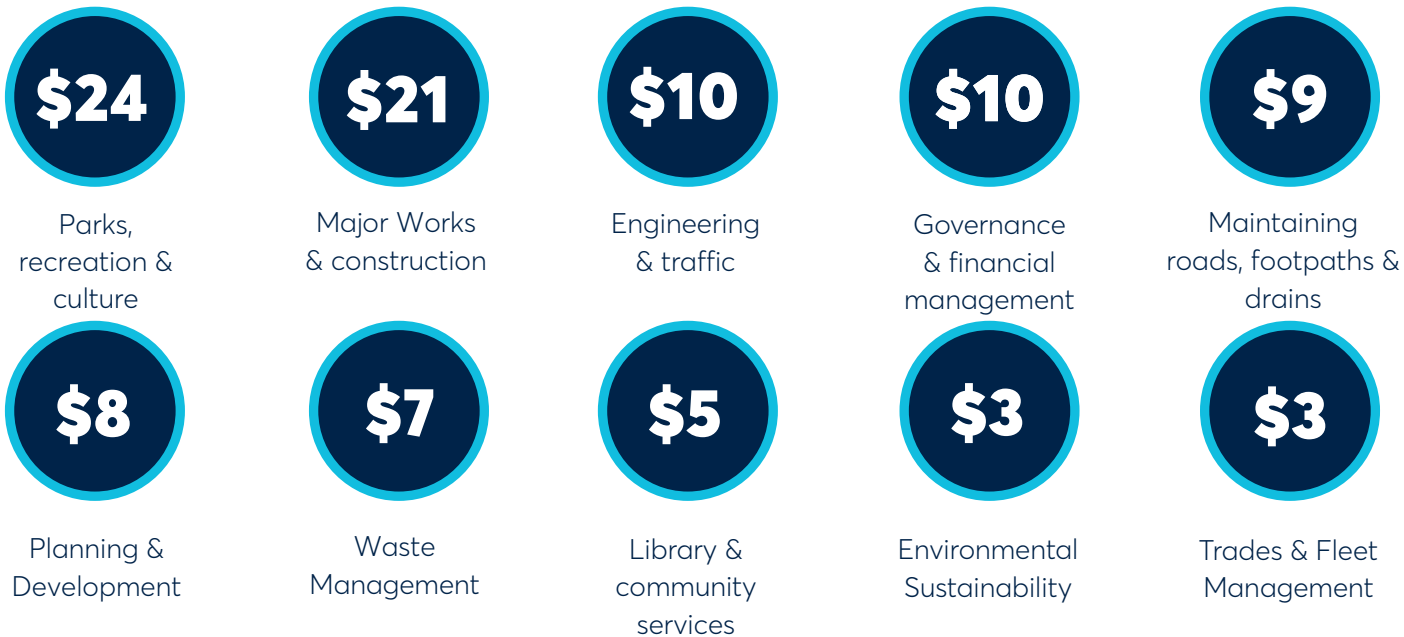 $24
Parks,
recreation &
culture
$21
Major Works
& construction
$10
Engineering
& traffic
$10
Governance
& financial
management
$9
Maintaining
roads, footpaths &
drains
$8
Planning &
Development
$7
Waste
Management
$5
Library &
community
services
$3
Environmental
Sustainability
$3
Trades & Fleet
Management